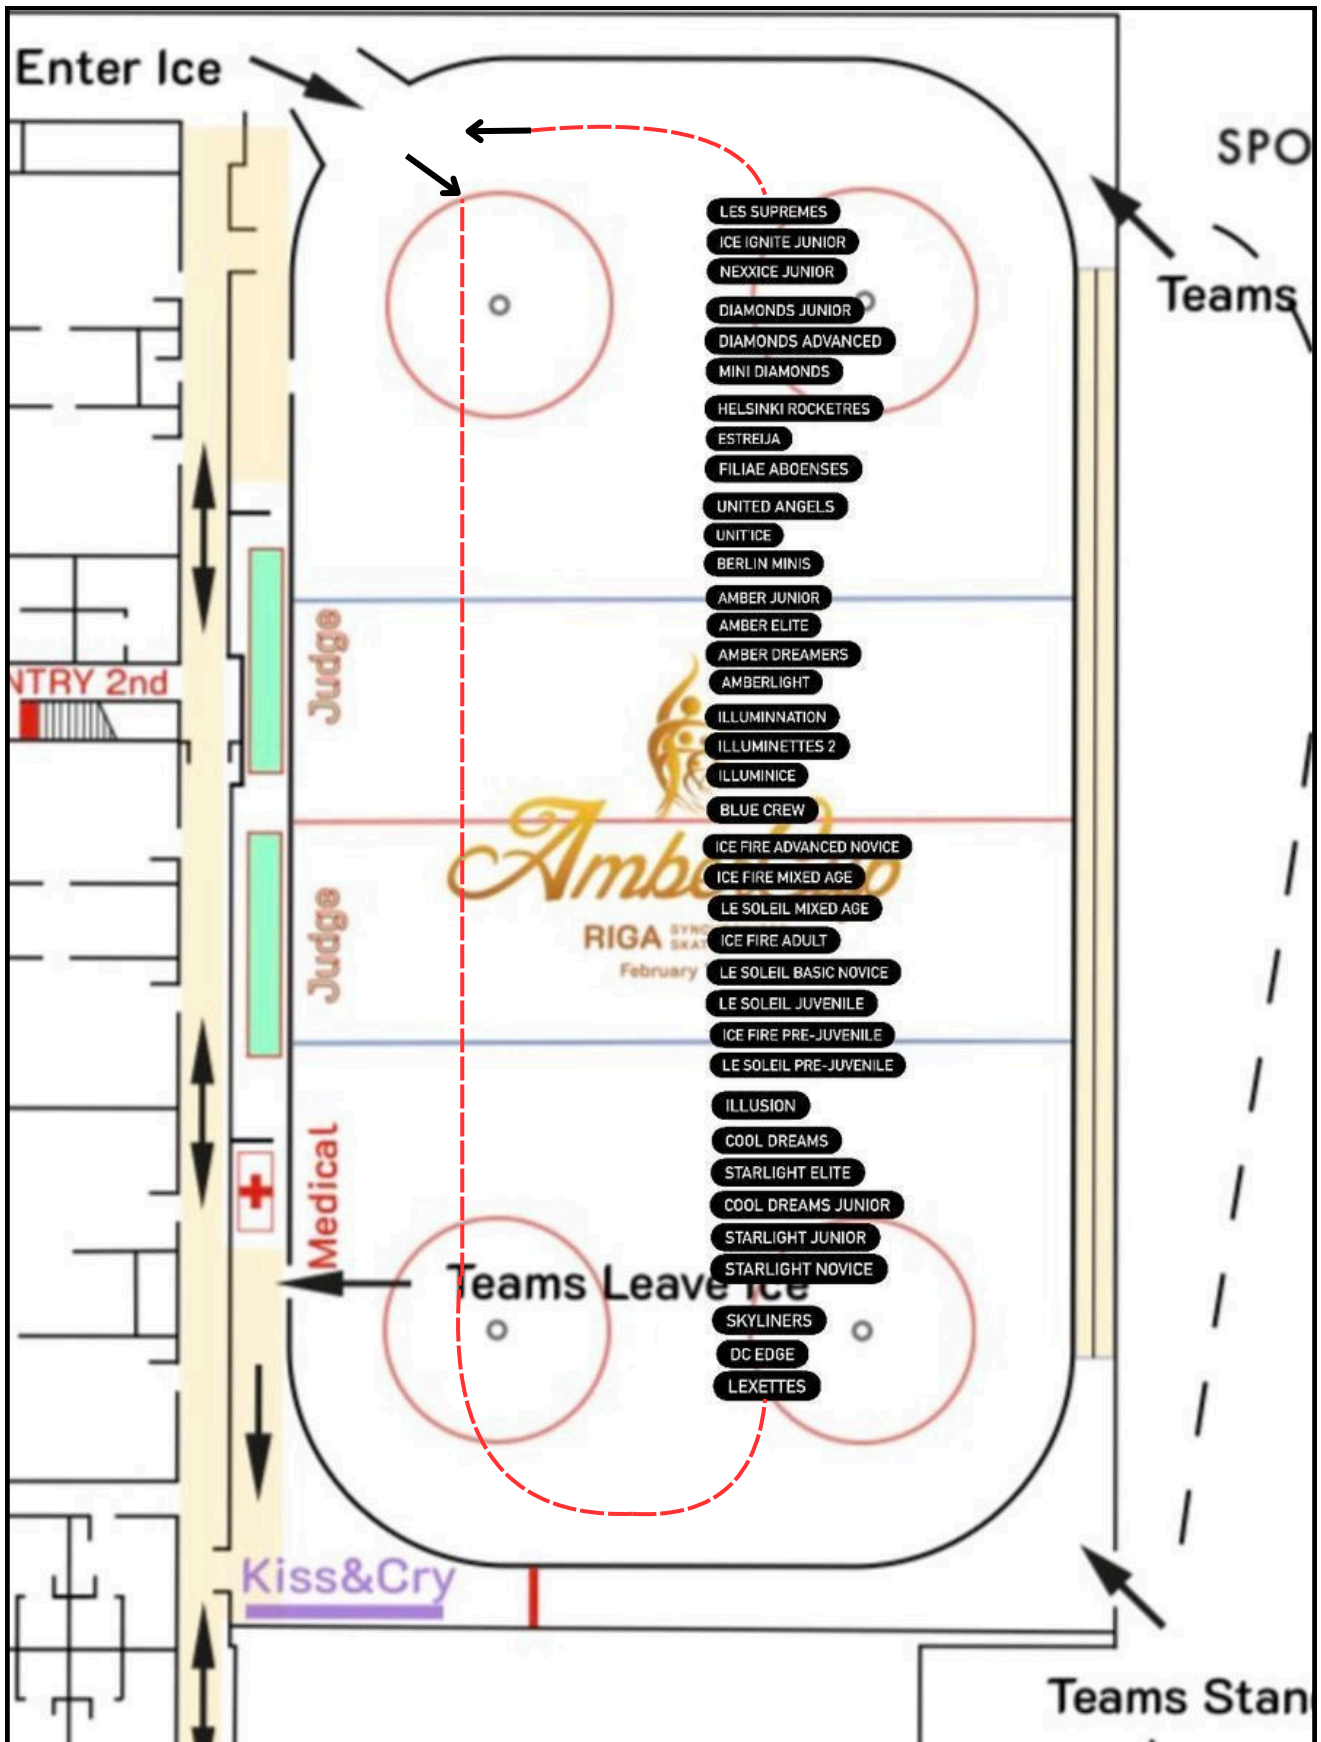 Enter Ice
SPO
Teams
LES SUPREMES
ICE IGNITE JUNIOR
NEXXICE JUNIOR
DIAMONDS JUNIOR
DIAMONDS ADVANCED
MINI DIAMONDS
HELSINKI ROCKETRES
ESTREIJA
FILIAE ABOENSES
UNITED ANGELS
UNIT'ICE
BERLIN MINIS
AMBER JUNIOR
AMBER ELITE
AMBER DREAMERS
AMBERLIGHT
Judge
NTRY 2nd
ILLUMINNATION
ILLUMINETTES 2
ILLUMINICE
BLUE CREW
ICE FIRE ADVANCED NOVICE
Amber
ICE FIRE MIXED AGE
LE SOLEIL MIXED AGE
RIGA
ICE FIRE ADULT
February
LE SOLEIL BASIC NOVICE
Judge
LE SOLEIL JUVENILE
ICE FIRE PRE-JUVENILE
LE SOLEIL PRE-JUVENILE
ILLUSION
COOL DREAMS
STARLIGHT ELITE
COOL DREAMS JUNIOR
STARLIGHT JUNIOR
STARLIGHT NOVICE
Medical
Teams Leave Ice
SKYLINERS
DC EDGE
LEXETTES
Kiss&Cry
Teams Stan